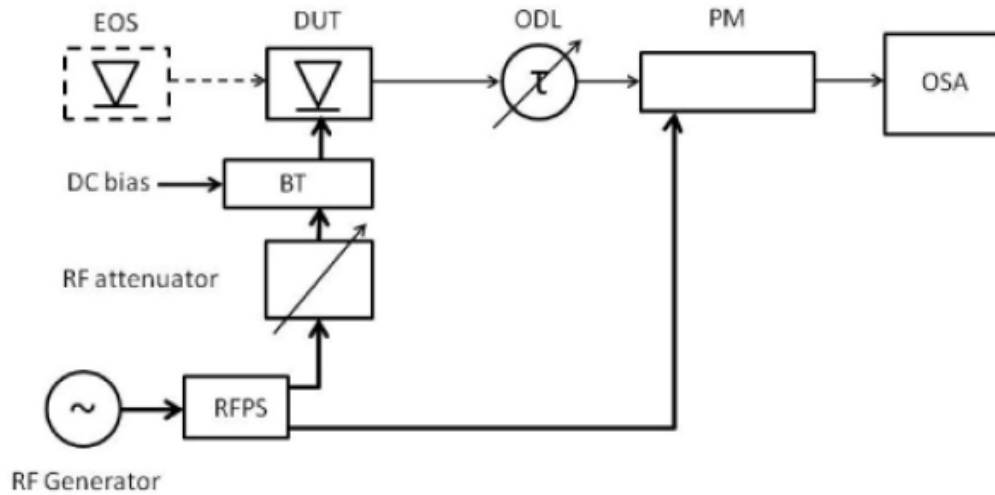 EOS DUT ODL PM
τ OSA
DC bias BT
RF attenuator
~ RFPS
RF Generator